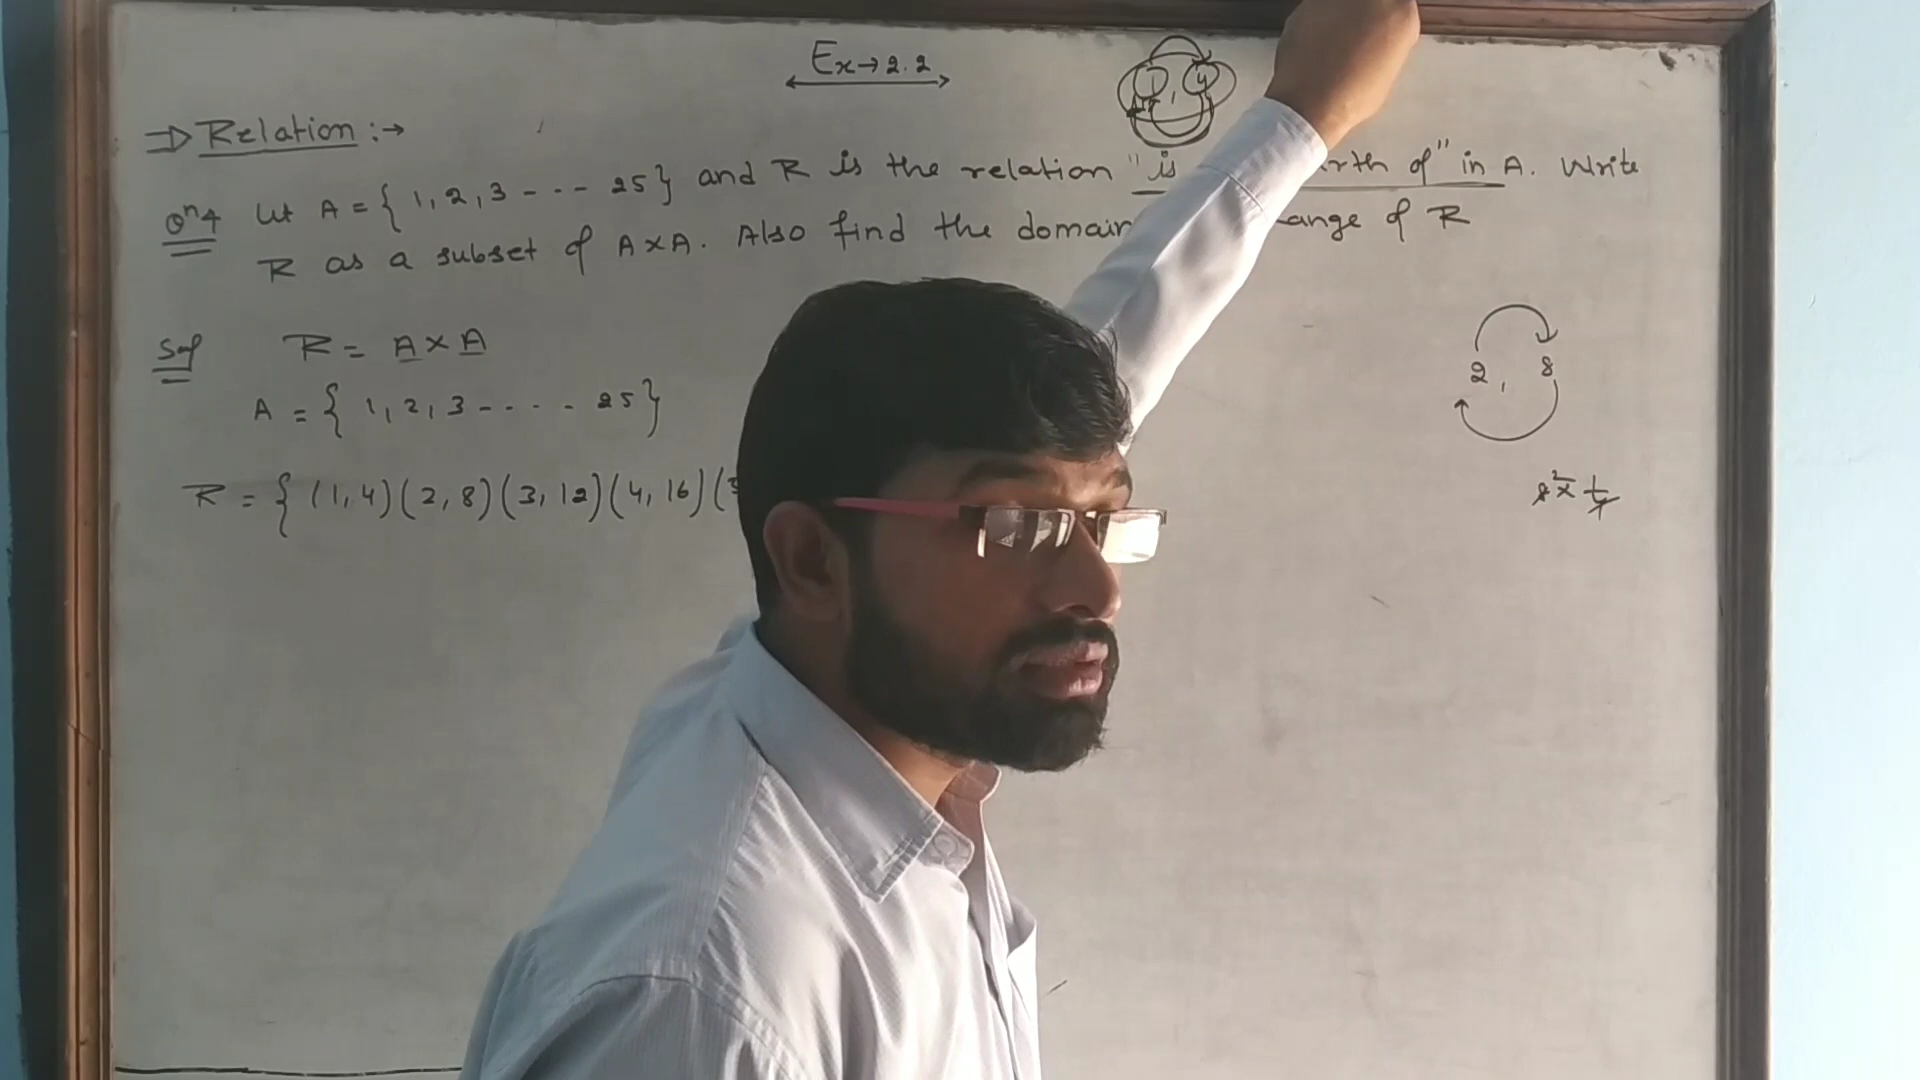 Ex→2.2
1, 4
⇒ Relation :→
Qⁿ4 Let A = { 1, 2, 3 - - - 25 } and R is the relation " is rth of " in A. Write
R as a subset of A×A. Also find the domain ange of R
Sol R = A × A
A = { 1, 2, 3 - - - - 25 }
2, 8
R = { (1, 4) (2, 8) (3, 12) (4, 16) (